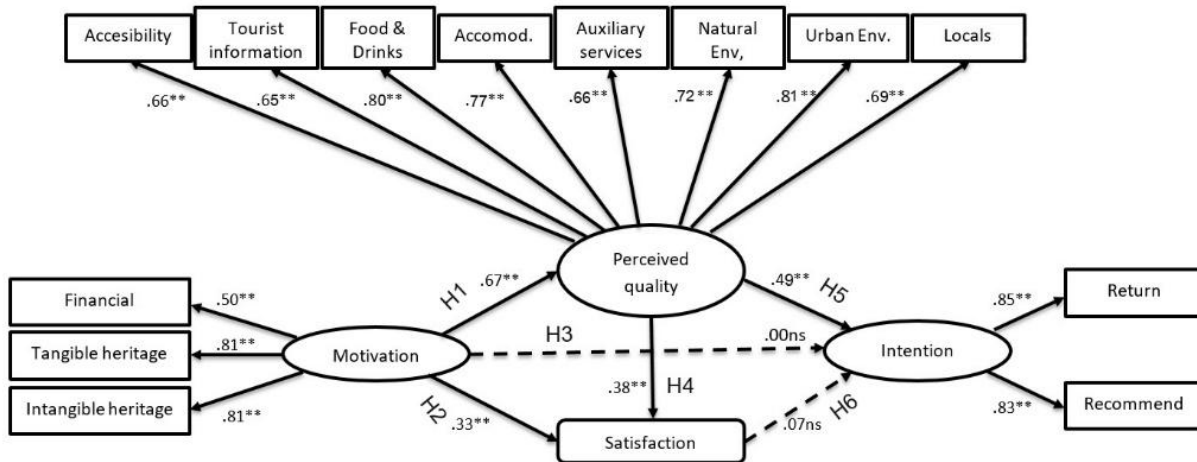 Accesibility
Tourist
information
Food &
Drinks
Accomod.
Auxiliary
services
Natural
Env,
Urban Env.
Locals
.66**
.65**
.80**
.77**
.66**
.72**
.81**
.69**
Perceived
quality
Financial
Tangible heritage
Intangible heritage
.50**
.81**
.81**
Motivation
H1
.67**
H3
.00ns
H2
.33**
.38**
H4
Satisfaction
.49**
H5
.07ns
H6
Intention
.85**
Return
.83**
Recommend